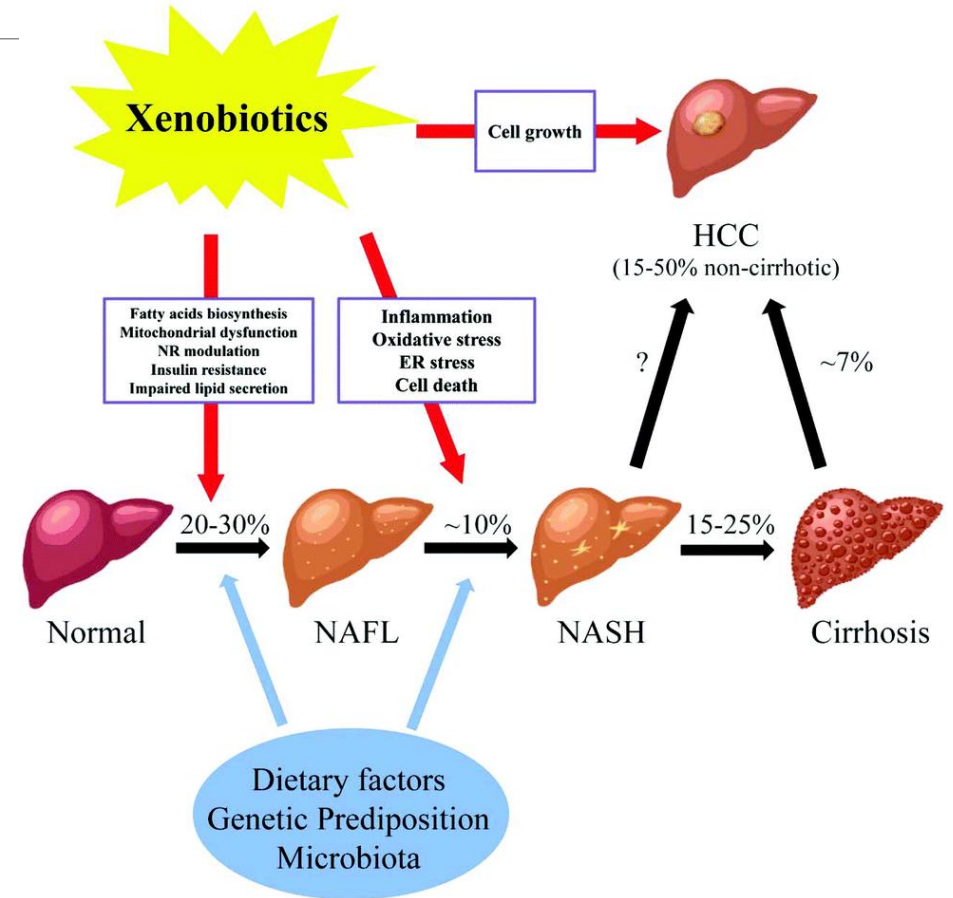 Xenobiotics
Cell growth
HCC
(15-50% non-cirrhotic)
Fatty acids biosynthesis
Mitochondrial dysfunction
NR modulation
Insulin resistance
Impaired lipid secretion
Inflammation
Oxidative stress
ER stress
Cell death
?
~7%
20-30%
~10%
15-25%
Normal
NAFL
NASH
Cirrhosis
Dietary factors
Genetic Prediposition
Microbiota